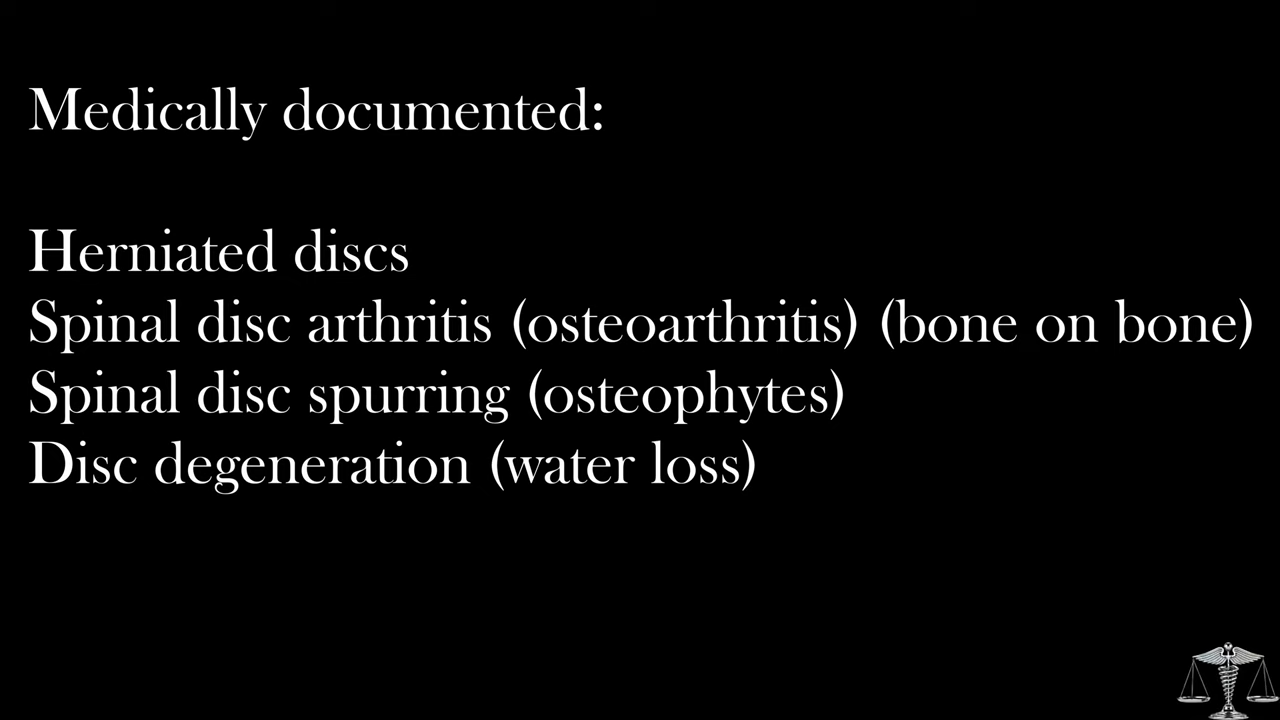 Medically documented:
Herniated discs
Spinal disc arthritis (osteoarthritis) (bone on bone)
Spinal disc spurring (osteophytes)
Disc degeneration (water loss)